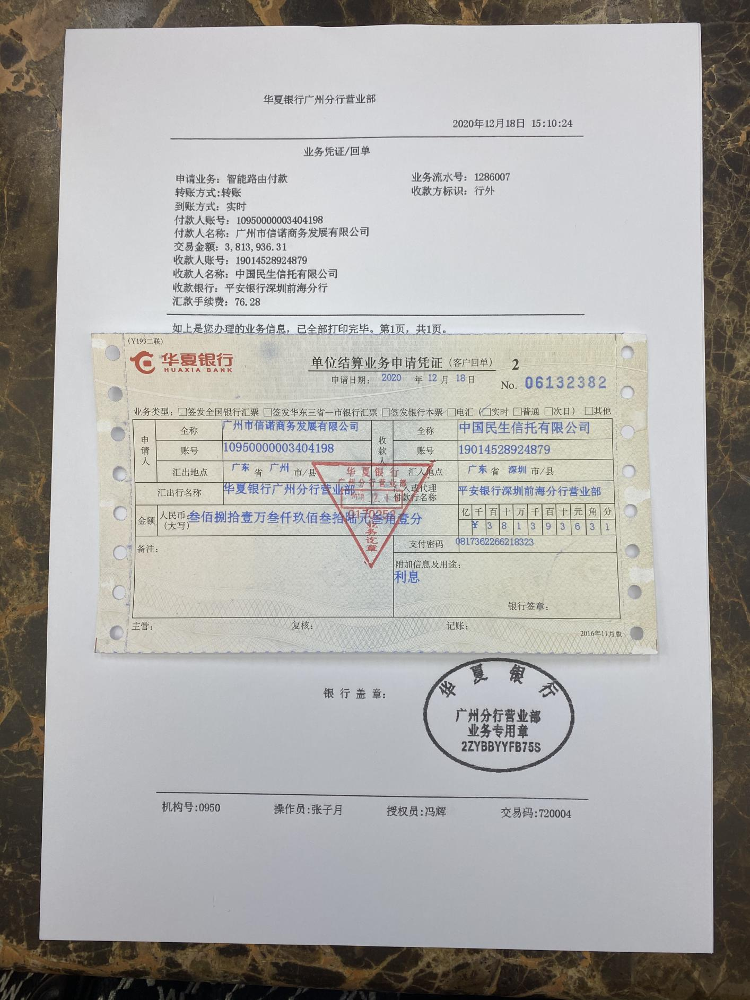 华夏银行广州分行营业部
2020年12月18日 15:10:24
业务凭证/回单
申请业务：智能路由付款 业务流水号：1286007
转账方式:转账 收款方标识：行外
到账方式：实时
付款人账号：10950000003404198
付款人名称：广州市信诺商务发展有限公司
交易金额：3,813,936.31
收款人账号：19014528924879
收款人名称：中国民生信托有限公司
收款银行：平安银行深圳前海分行
汇款手续费：76.28
如上是您办理的业务信息，已全部打印完毕。第1页，共1页。
(Y193二联)
华夏银行
HUAXIA BANK
单位结算业务申请凭证（客户回单） 2
申请日期： 2020 年 12 月 18 日
No. 06132382
业务类型：□签发全国银行汇票 □签发华东三省一市银行汇票 □签发银行本票 □电汇（□实时 □普通 □次日） □其他
申请人 全称 广州市信诺商务发展有限公司 收款人 全称 中国民生信托有限公司
账号 10950000003404198 账号 19014528924879
汇出地点 广东 省 广州 市/县 汇入地点 广东 省 深圳 市/县
汇出行名称 华夏银行广州分行营业部 汇入或代理付款行名称 平安银行深圳前海分行营业部
金额 人民币：（大写） 叁佰捌拾壹万叁仟玖佰叁拾陆元叁角壹分
亿 千 百 十 万 千 百 十 元 角 分
¥ 3 8 1 3 9 3 6 3 1
华夏银行
广州分行营业部
业务讫章
备注： 支付密码 0817362266218323
附加信息及用途：
利息
银行签章：
主管： 复核： 记账：
2016年11月版
银行盖章：
华夏银行
广州分行营业部
业务专用章
2ZYBBYYFB75S
机构号:0950 操作员:张子月 授权员:冯辉 交易码:720004